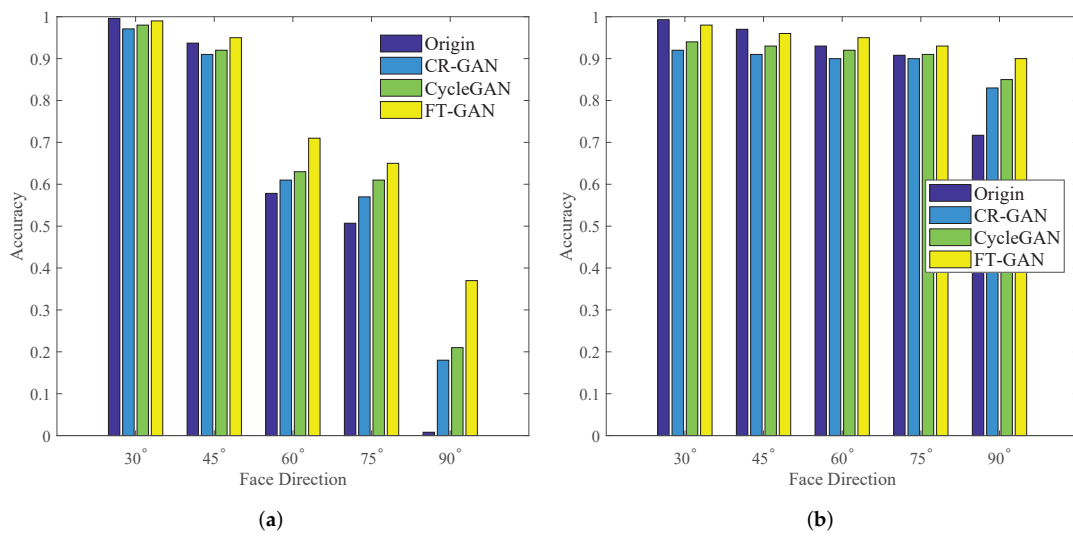 1
0.9
0.8
0.7
0.6
0.5
0.4
0.3
0.2
0.1
0
Accuracy
Origin
CR-GAN
CycleGAN
FT-GAN
30° 45° 60° 75° 90°
Face Direction
(a)
1
0.9
0.8
0.7
0.6
0.5
0.4
0.3
0.2
0.1
0
Accuracy
Origin
CR-GAN
CycleGAN
FT-GAN
30° 45° 60° 75° 90°
Face Direction
(b)